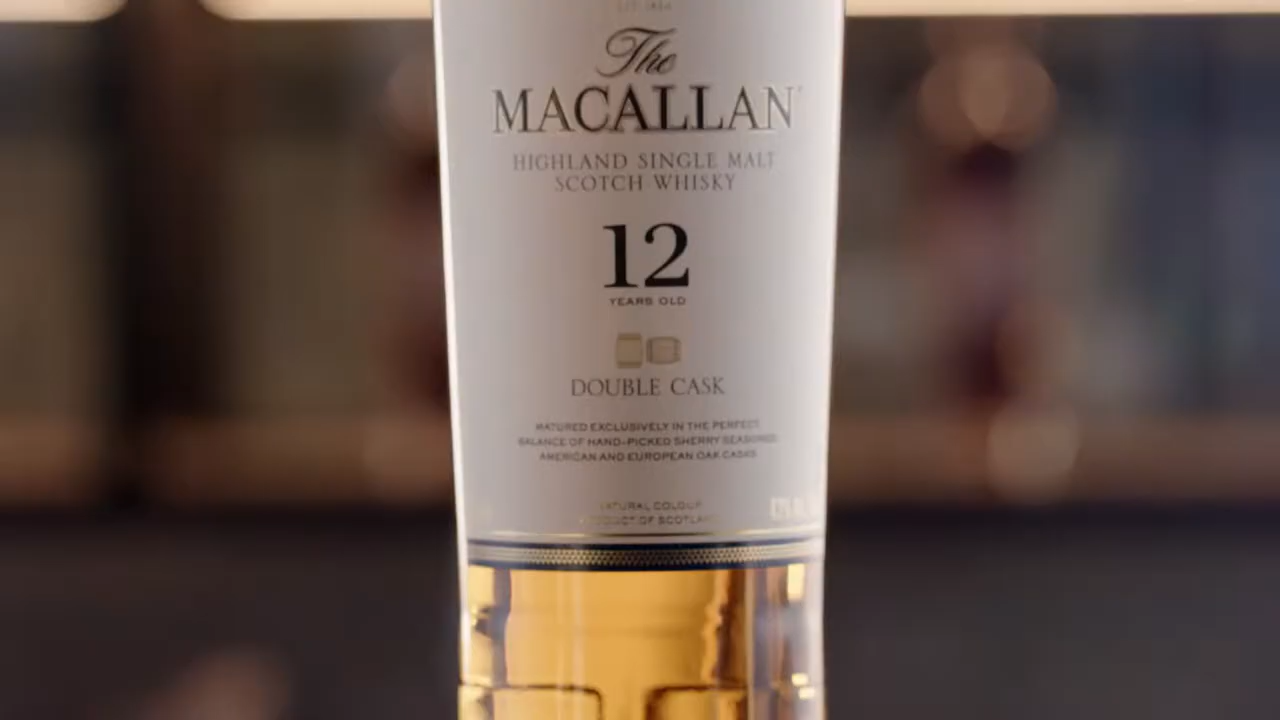 The
MACALLAN
HIGHLAND SINGLE MALT
SCOTCH WHISKY
12
YEARS OLD
DOUBLE CASK
MATURED EXCLUSIVELY IN THE PERFECT
BALANCE OF HAND-PICKED SHERRY SEASONED
AMERICAN AND EUROPEAN OAK CASKS
NATURAL COLOUR
PRODUCT OF SCOTLAND